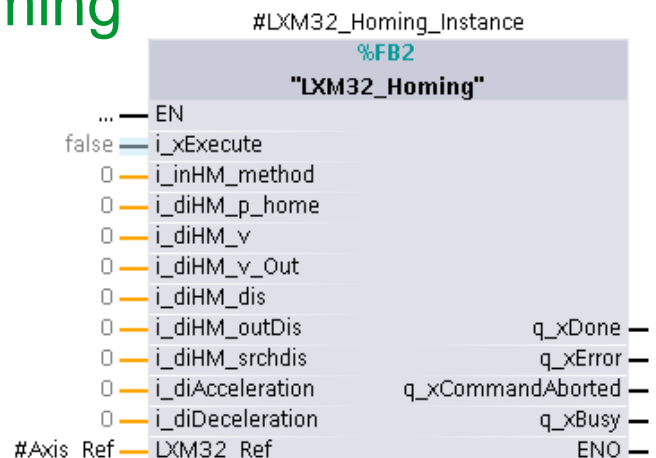 ning
#LXM32_Homing_Instance
%FB2
"LXM32_Homing"
... EN
false i_xExecute
0 i_inHM_method
0 i_diHM_p_home
0 i_diHM_v
0 i_diHM_v_Out
0 i_diHM_dis
0 i_diHM_outDis q_xDone
0 i_diHM_srchdis q_xError
0 i_diAcceleration q_xCommandAborted
0 i_diDeceleration q_xBusy
#Axis_Ref LXM32_Ref ENO